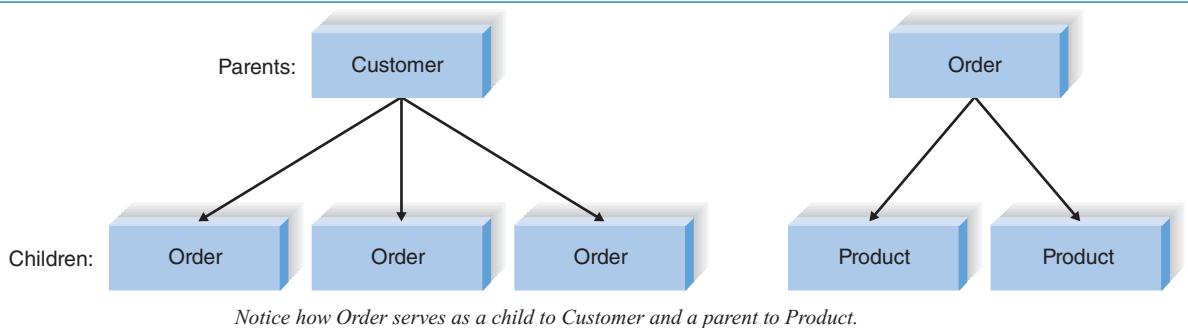 Parents: Customer Order
Children: Order Order Order Product Product
Notice how Order serves as a child to Customer and a parent to Product.